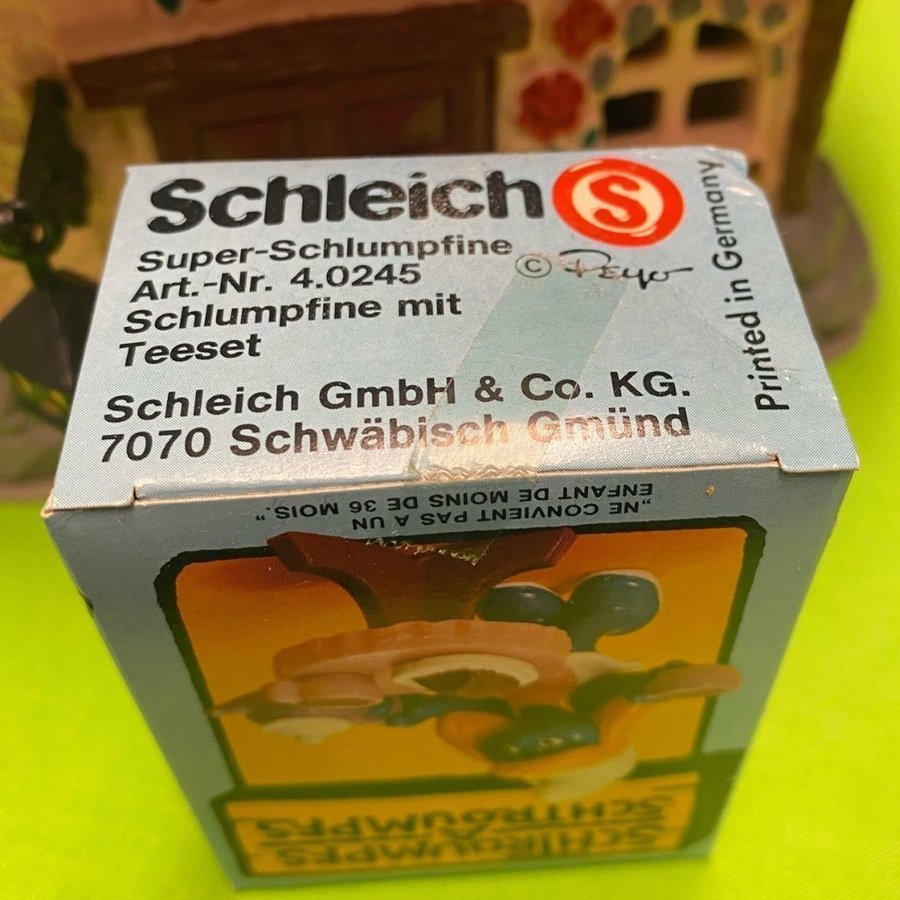 Schleich S
Super-Schlumpfine
Art.-Nr. 4.0245
© Peyo
Schlumpfine mit
Teeset
Schleich GmbH & Co. KG.
7070 Schwäbisch Gmünd
Printed in Germany
„NE CONVIENT PAS A UN
ENFANT DE MOINS DE 36 MOIS.”